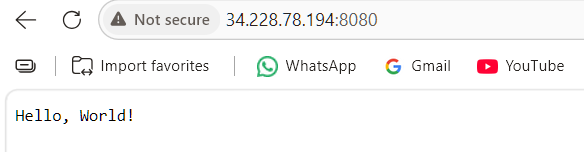 Not secure 34.228.78.194:8080
Import favorites WhatsApp Gmail YouTube
Hello, World!